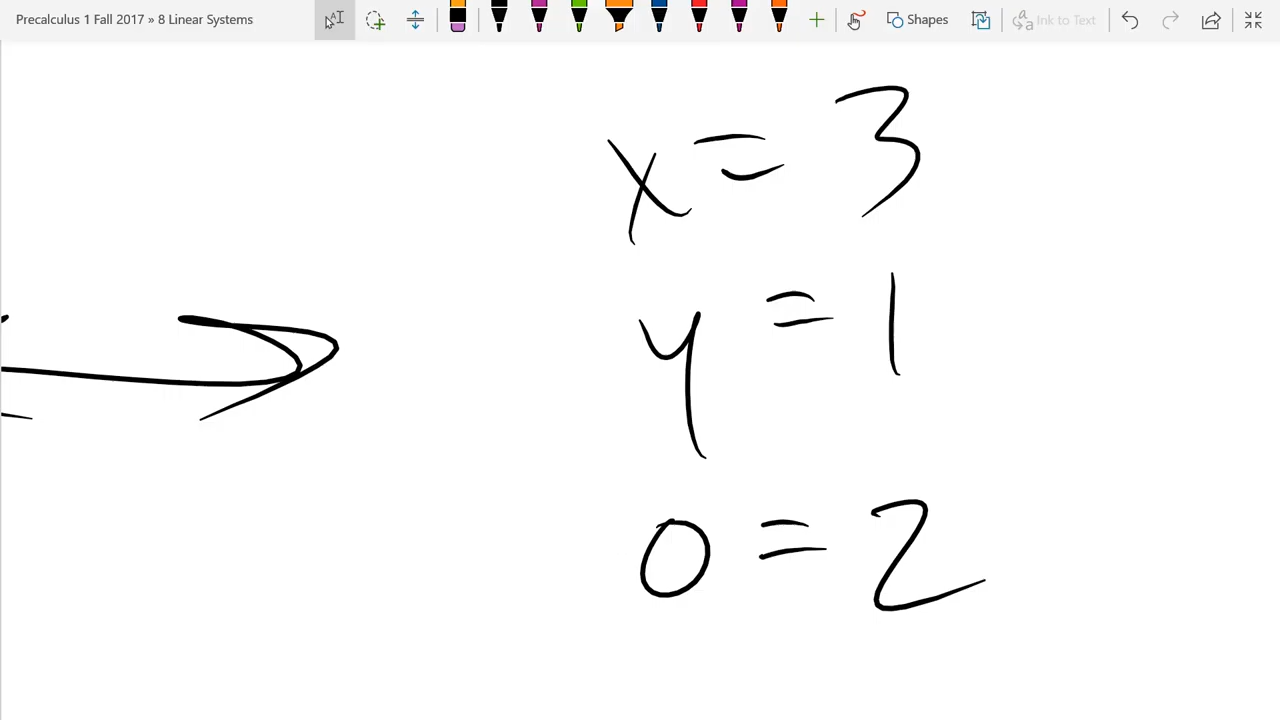 Precalculus 1 Fall 2017 » 8 Linear Systems Shapes Ink to Text
x = 3
y = 1
0 = 2